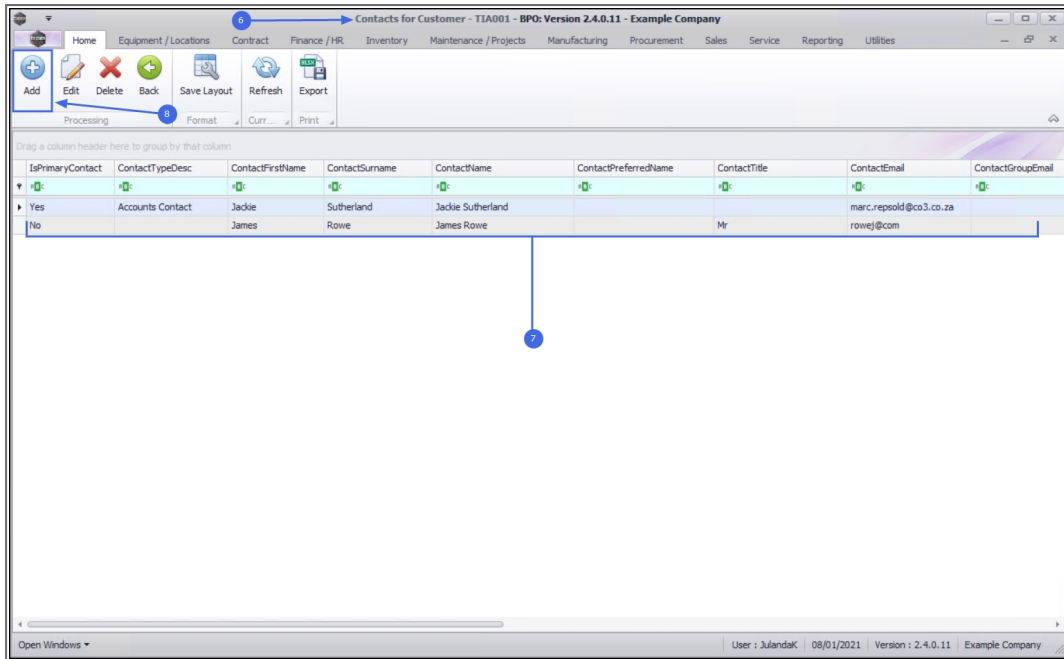 6
Contacts for Customer - TIA001 - BPO: Version 2.4.0.11 - Example Company
Home Equipment / Locations Contract Finance / HR Inventory Maintenance / Projects Manufacturing Procurement Sales Service Reporting Utilities
Add Edit Delete Back Save Layout Refresh Export
8
Processing Format Curr... Print
Drag a column header here to group by that column
IsPrimaryContact ContactTypeDesc ContactFirstName ContactSurname ContactName ContactPreferredName ContactTitle ContactEmail ContactGroupEmail
Yes Accounts Contact Jackie Sutherland Jackie Sutherland marc.repsold@co3.co.za
No James Rowe James Rowe Mr rowej@com
7
Open Windows User : JulandaK 08/01/2021 Version : 2.4.0.11 Example Company